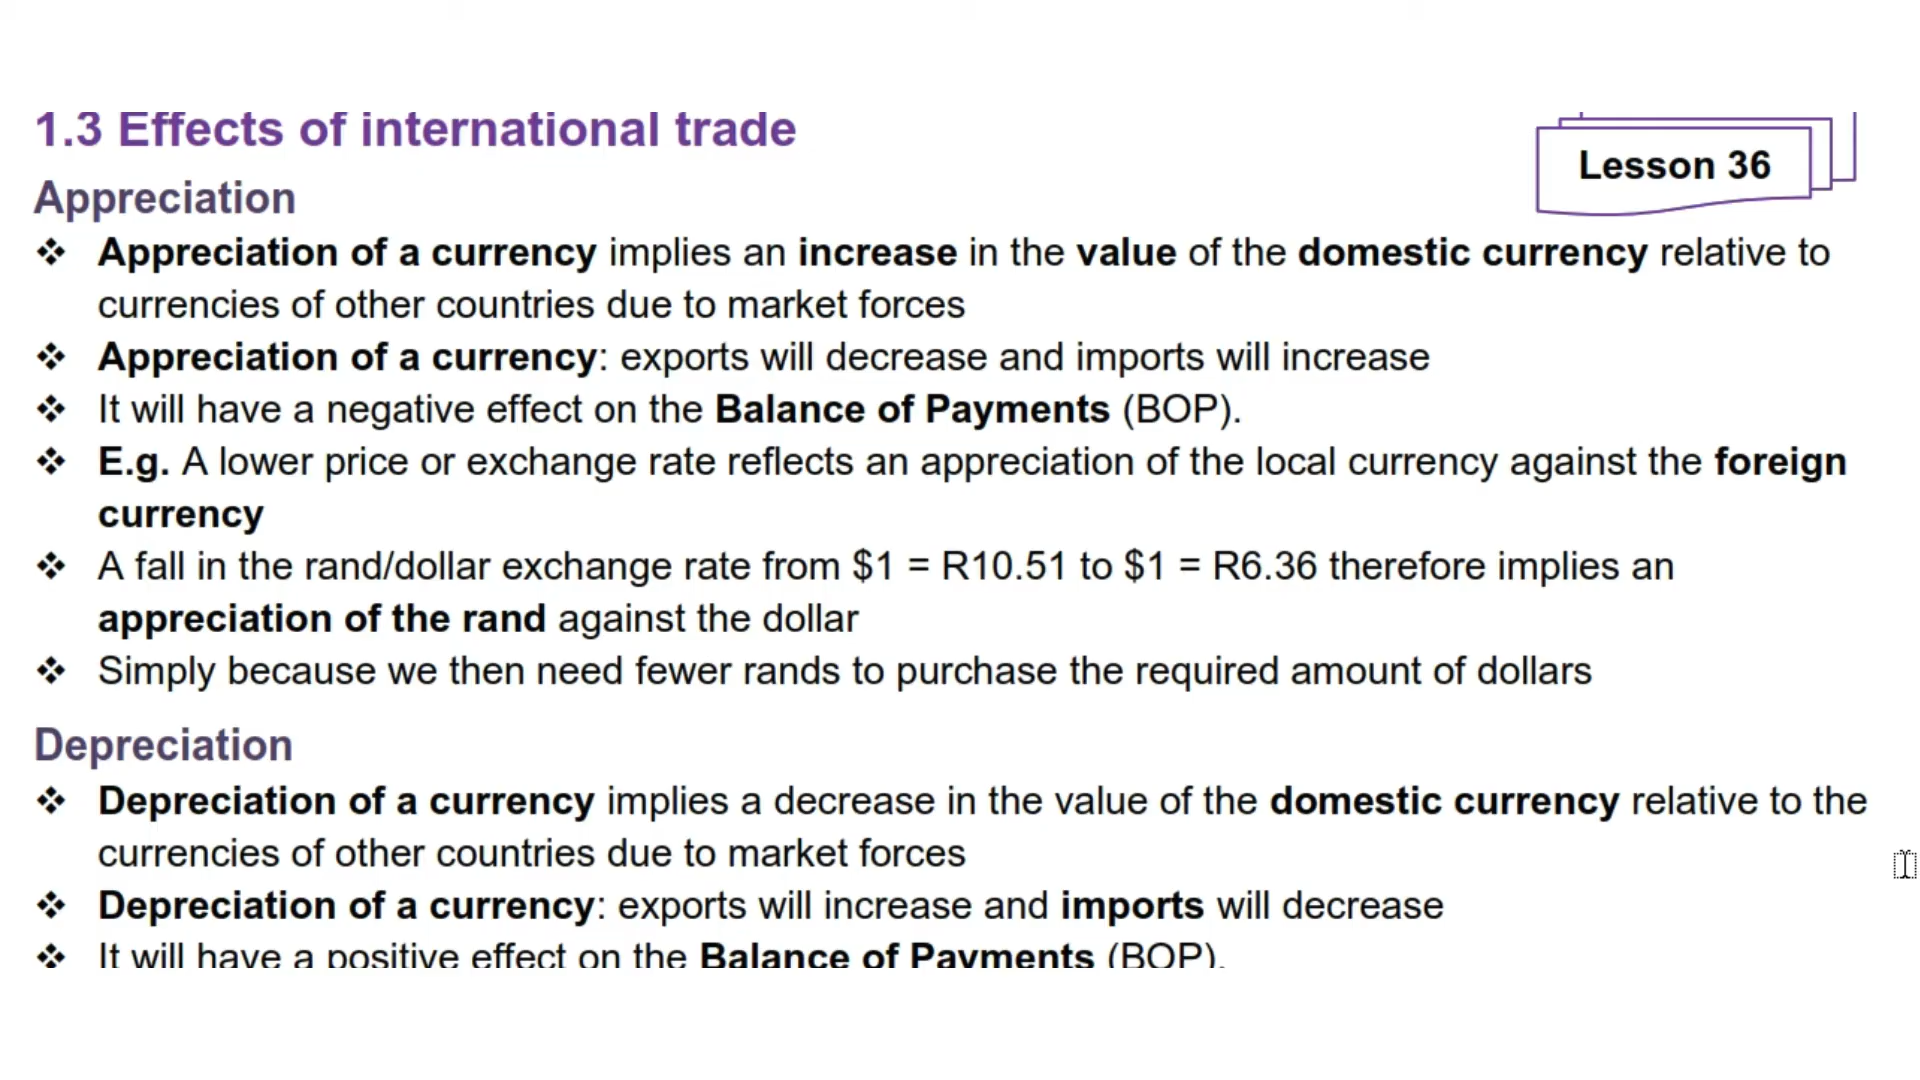 1.3 Effects of international trade
Lesson 36
Appreciation
❖ Appreciation of a currency implies an increase in the value of the domestic currency relative to
currencies of other countries due to market forces
❖ Appreciation of a currency: exports will decrease and imports will increase
❖ It will have a negative effect on the Balance of Payments (BOP).
❖ E.g. A lower price or exchange rate reflects an appreciation of the local currency against the foreign
currency
❖ A fall in the rand/dollar exchange rate from $1 = R10.51 to $1 = R6.36 therefore implies an
appreciation of the rand against the dollar
❖ Simply because we then need fewer rands to purchase the required amount of dollars
Depreciation
❖ Depreciation of a currency implies a decrease in the value of the domestic currency relative to the
currencies of other countries due to market forces
❖ Depreciation of a currency: exports will increase and imports will decrease
❖ It will have a positive effect on the Balance of Payments (BOP).